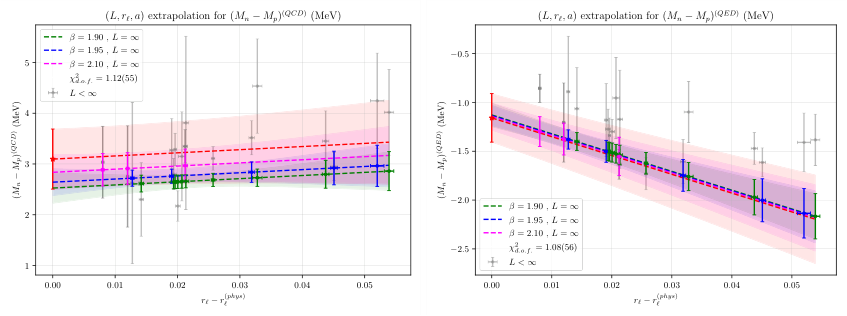 (L, r_ℓ, a) extrapolation for (M_n − M_p)^(QCD) (MeV)
β = 1.90 , L = ∞
β = 1.95 , L = ∞
β = 2.10 , L = ∞
χ²_d.o.f. = 1.12(55)
L < ∞
(M_n − M_p)^(QCD) (MeV)
5
4
3
2
1
0.00
0.01
0.02
0.03
0.04
0.05
r_ℓ − r_ℓ^(phys)
(L, r_ℓ, a) extrapolation for (M_n − M_p)^(QED) (MeV)
(M_n − M_p)^(QED) (MeV)
−0.5
−1.0
−1.5
−2.0
−2.5
β = 1.90 , L = ∞
β = 1.95 , L = ∞
β = 2.10 , L = ∞
χ²_d.o.f. = 1.08(56)
L < ∞
0.00
0.01
0.02
0.03
0.04
0.05
r_ℓ − r_ℓ^(phys)